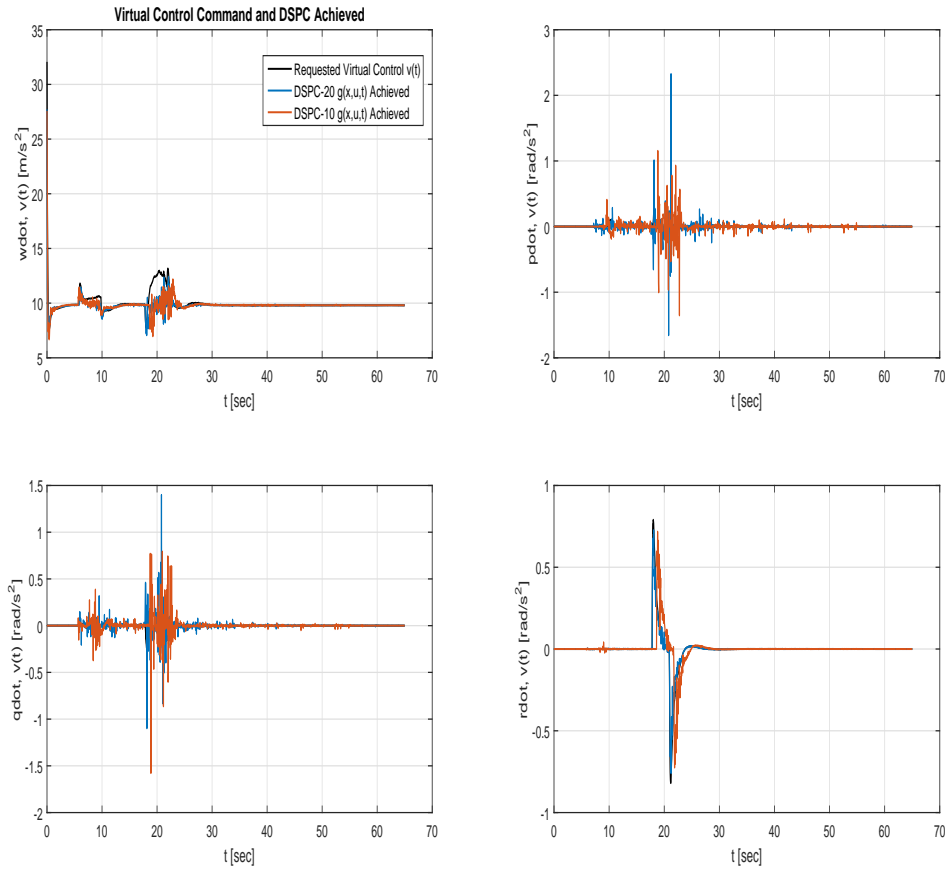 Virtual Control Command and DSPC Achieved
35
30
25
20
15
10
5
wdot, v(t) [m/s²]
Requested Virtual Control v(t)
DSPC-20 g(x,u,t) Achieved
DSPC-10 g(x,u,t) Achieved
0 10 20 30 40 50 60 70
t [sec]
3
2
1
0
-1
-2
pdot, v(t) [rad/s²]
0 10 20 30 40 50 60 70
t [sec]
1.5
1
0.5
0
-0.5
-1
-1.5
-2
qdot, v(t) [rad/s²]
0 10 20 30 40 50 60 70
t [sec]
1
0.5
0
-0.5
-1
rdot, v(t) [rad/s²]
0 10 20 30 40 50 60 70
t [sec]